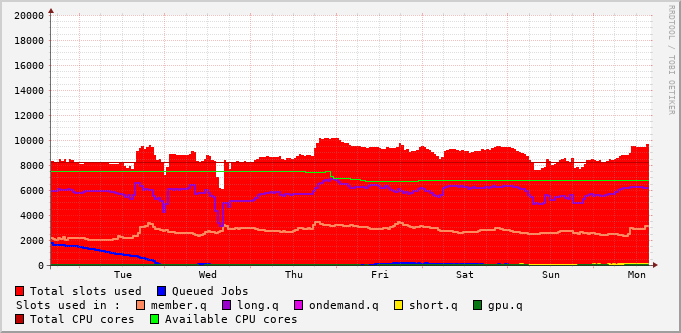 RRDTOOL / TOBI OETIKER
20000
18000
16000
14000
12000
10000
8000
6000
4000
2000
0
Tue Wed Thu Fri Sat Sun Mon
Total slots used Queued Jobs
Slots used in : member.q long.q ondemand.q short.q gpu.q
Total CPU cores Available CPU cores